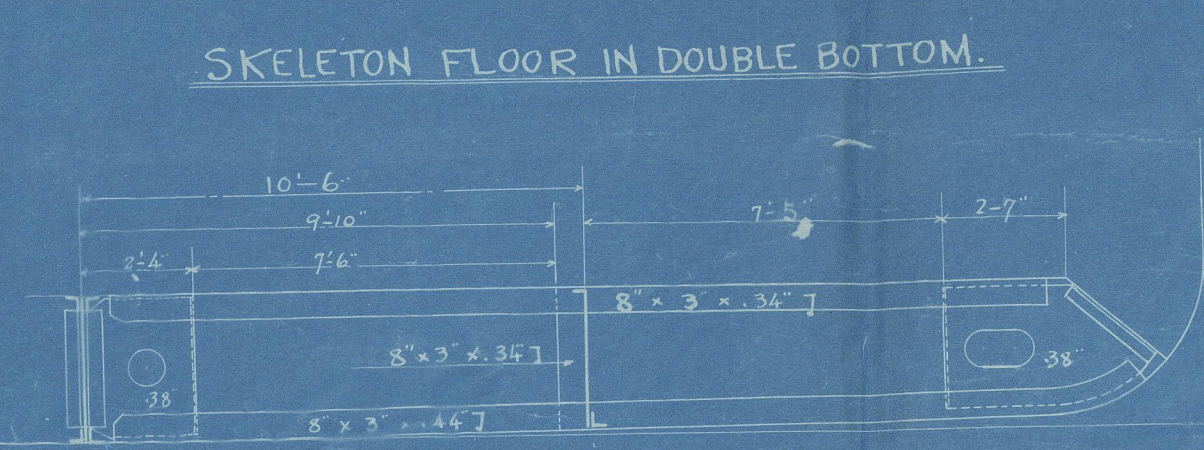 SKELETON FLOOR IN DOUBLE BOTTOM.
10'-6"
9'-10"
7'-5"
2-7"
2'-4"
7'-6"
8" x 3" x .34" ]
8" x 3" x .34" ]
.38"
.38"
8" x 3" x .44" ]